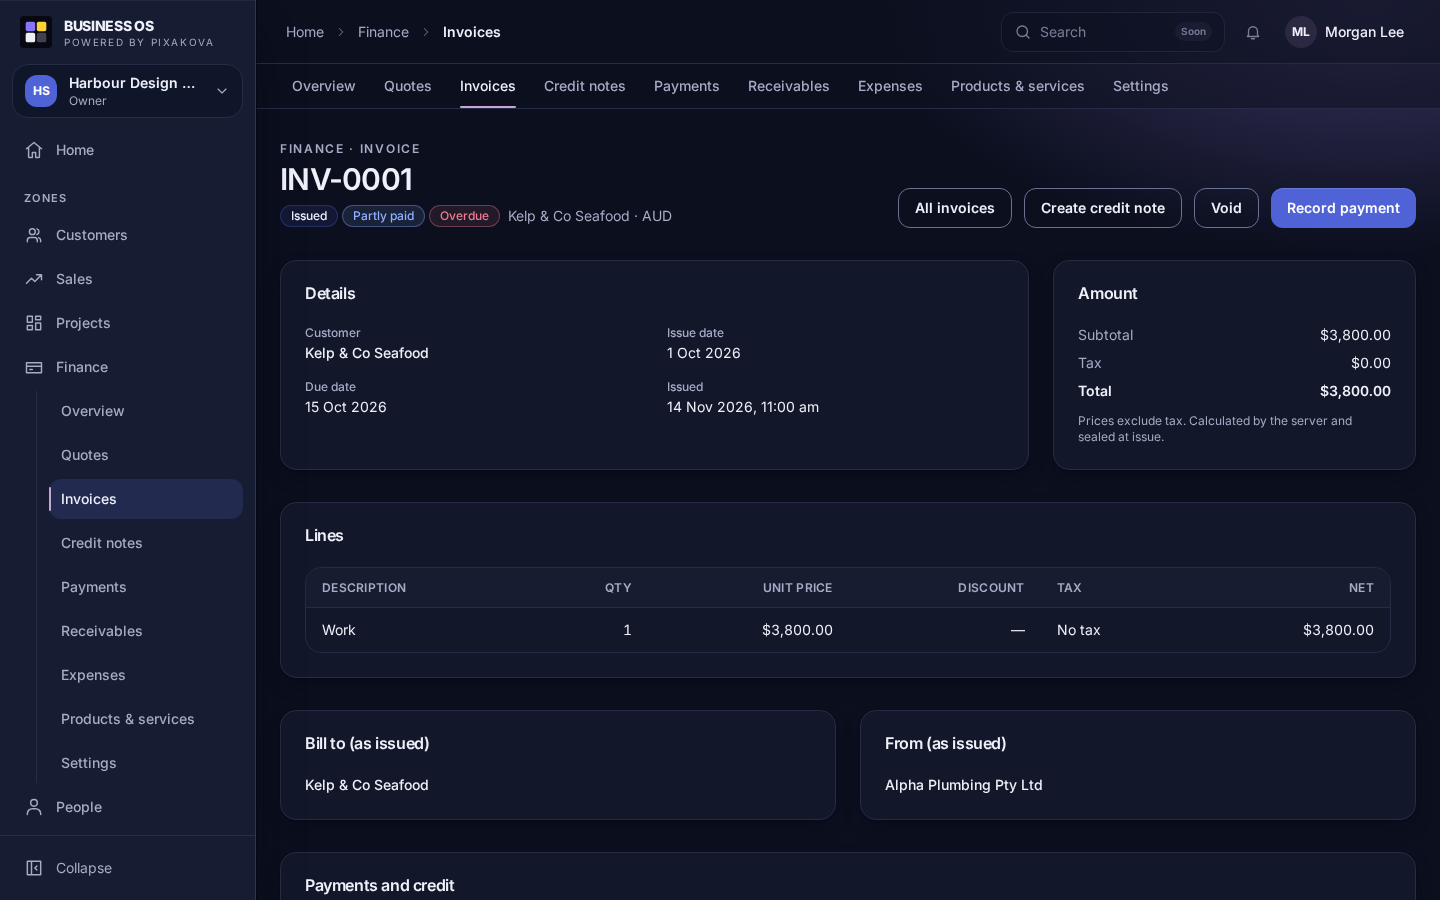 BUSINESS OS
POWERED BY PIXAKOVA
HS
Harbour Design ...
Owner
Home
ZONES
Customers
Sales
Projects
Finance
Overview
Quotes
Invoices
Credit notes
Payments
Receivables
Expenses
Products & services
Settings
People
Collapse
Home
Finance
Invoices
Search
Soon
ML
Morgan Lee
Overview
Quotes
Invoices
Credit notes
Payments
Receivables
Expenses
Products & services
Settings
FINANCE · INVOICE
INV-0001
Issued
Partly paid
Overdue
Kelp & Co Seafood · AUD
All invoices
Create credit note
Void
Record payment
Details
Customer
Kelp & Co Seafood
Issue date
1 Oct 2026
Due date
15 Oct 2026
Issued
14 Nov 2026, 11:00 am
Amount
Subtotal $3,800.00
Tax $0.00
Total $3,800.00
Prices exclude tax. Calculated by the server and
sealed at issue.
Lines
DESCRIPTION QTY UNIT PRICE DISCOUNT TAX NET
Work 1 $3,800.00 — No tax $3,800.00
Bill to (as issued)
Kelp & Co Seafood
From (as issued)
Alpha Plumbing Pty Ltd
Payments and credit